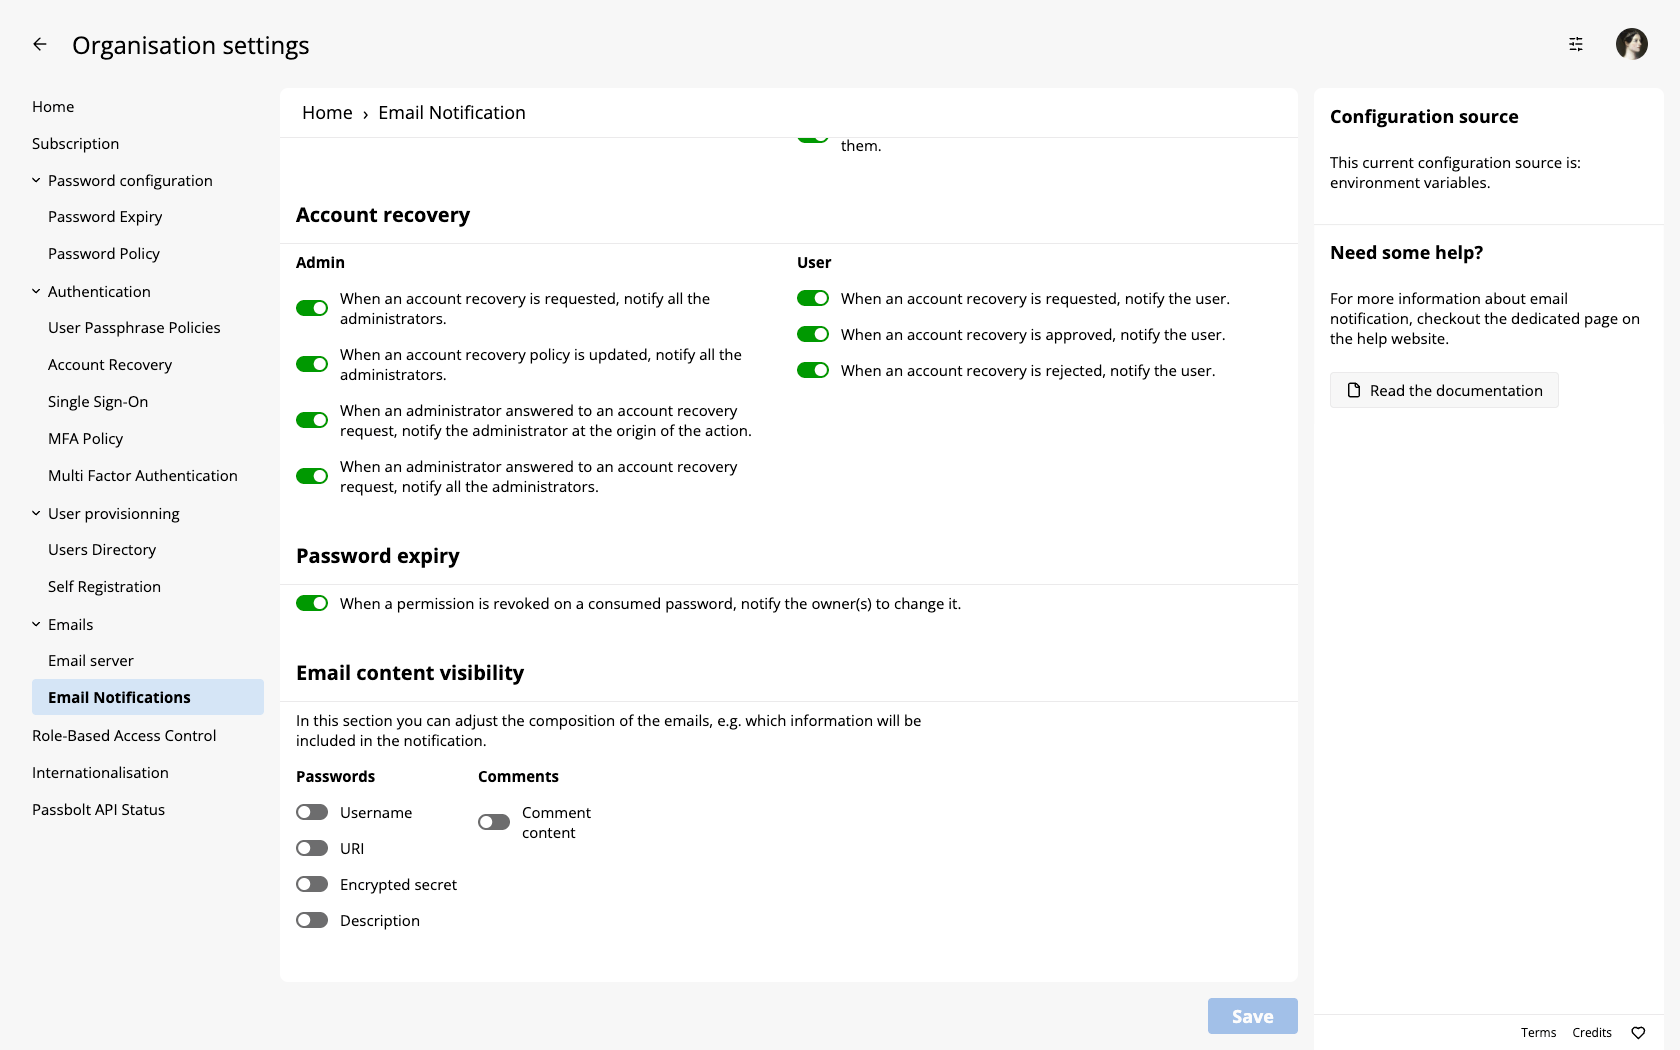 Organisation settings
Home
Subscription
Password configuration
Password Expiry
Password Policy
Authentication
User Passphrase Policies
Account Recovery
Single Sign-On
MFA Policy
Multi Factor Authentication
User provisionning
Users Directory
Self Registration
Emails
Email server
Email Notifications
Role-Based Access Control
Internationalisation
Passbolt API Status
Home › Email Notification
them.
Account recovery
Admin
When an account recovery is requested, notify all the
administrators.
When an account recovery policy is updated, notify all the
administrators.
When an administrator answered to an account recovery
request, notify the administrator at the origin of the action.
When an administrator answered to an account recovery
request, notify all the administrators.
User
When an account recovery is requested, notify the user.
When an account recovery is approved, notify the user.
When an account recovery is rejected, notify the user.
Password expiry
When a permission is revoked on a consumed password, notify the owner(s) to change it.
Email content visibility
In this section you can adjust the composition of the emails, e.g. which information will be
included in the notification.
Passwords
Username
URI
Encrypted secret
Description
Comments
Comment
content
Save
Configuration source
This current configuration source is:
environment variables.
Need some help?
For more information about email
notification, checkout the dedicated page on
the help website.
Read the documentation
Terms Credits